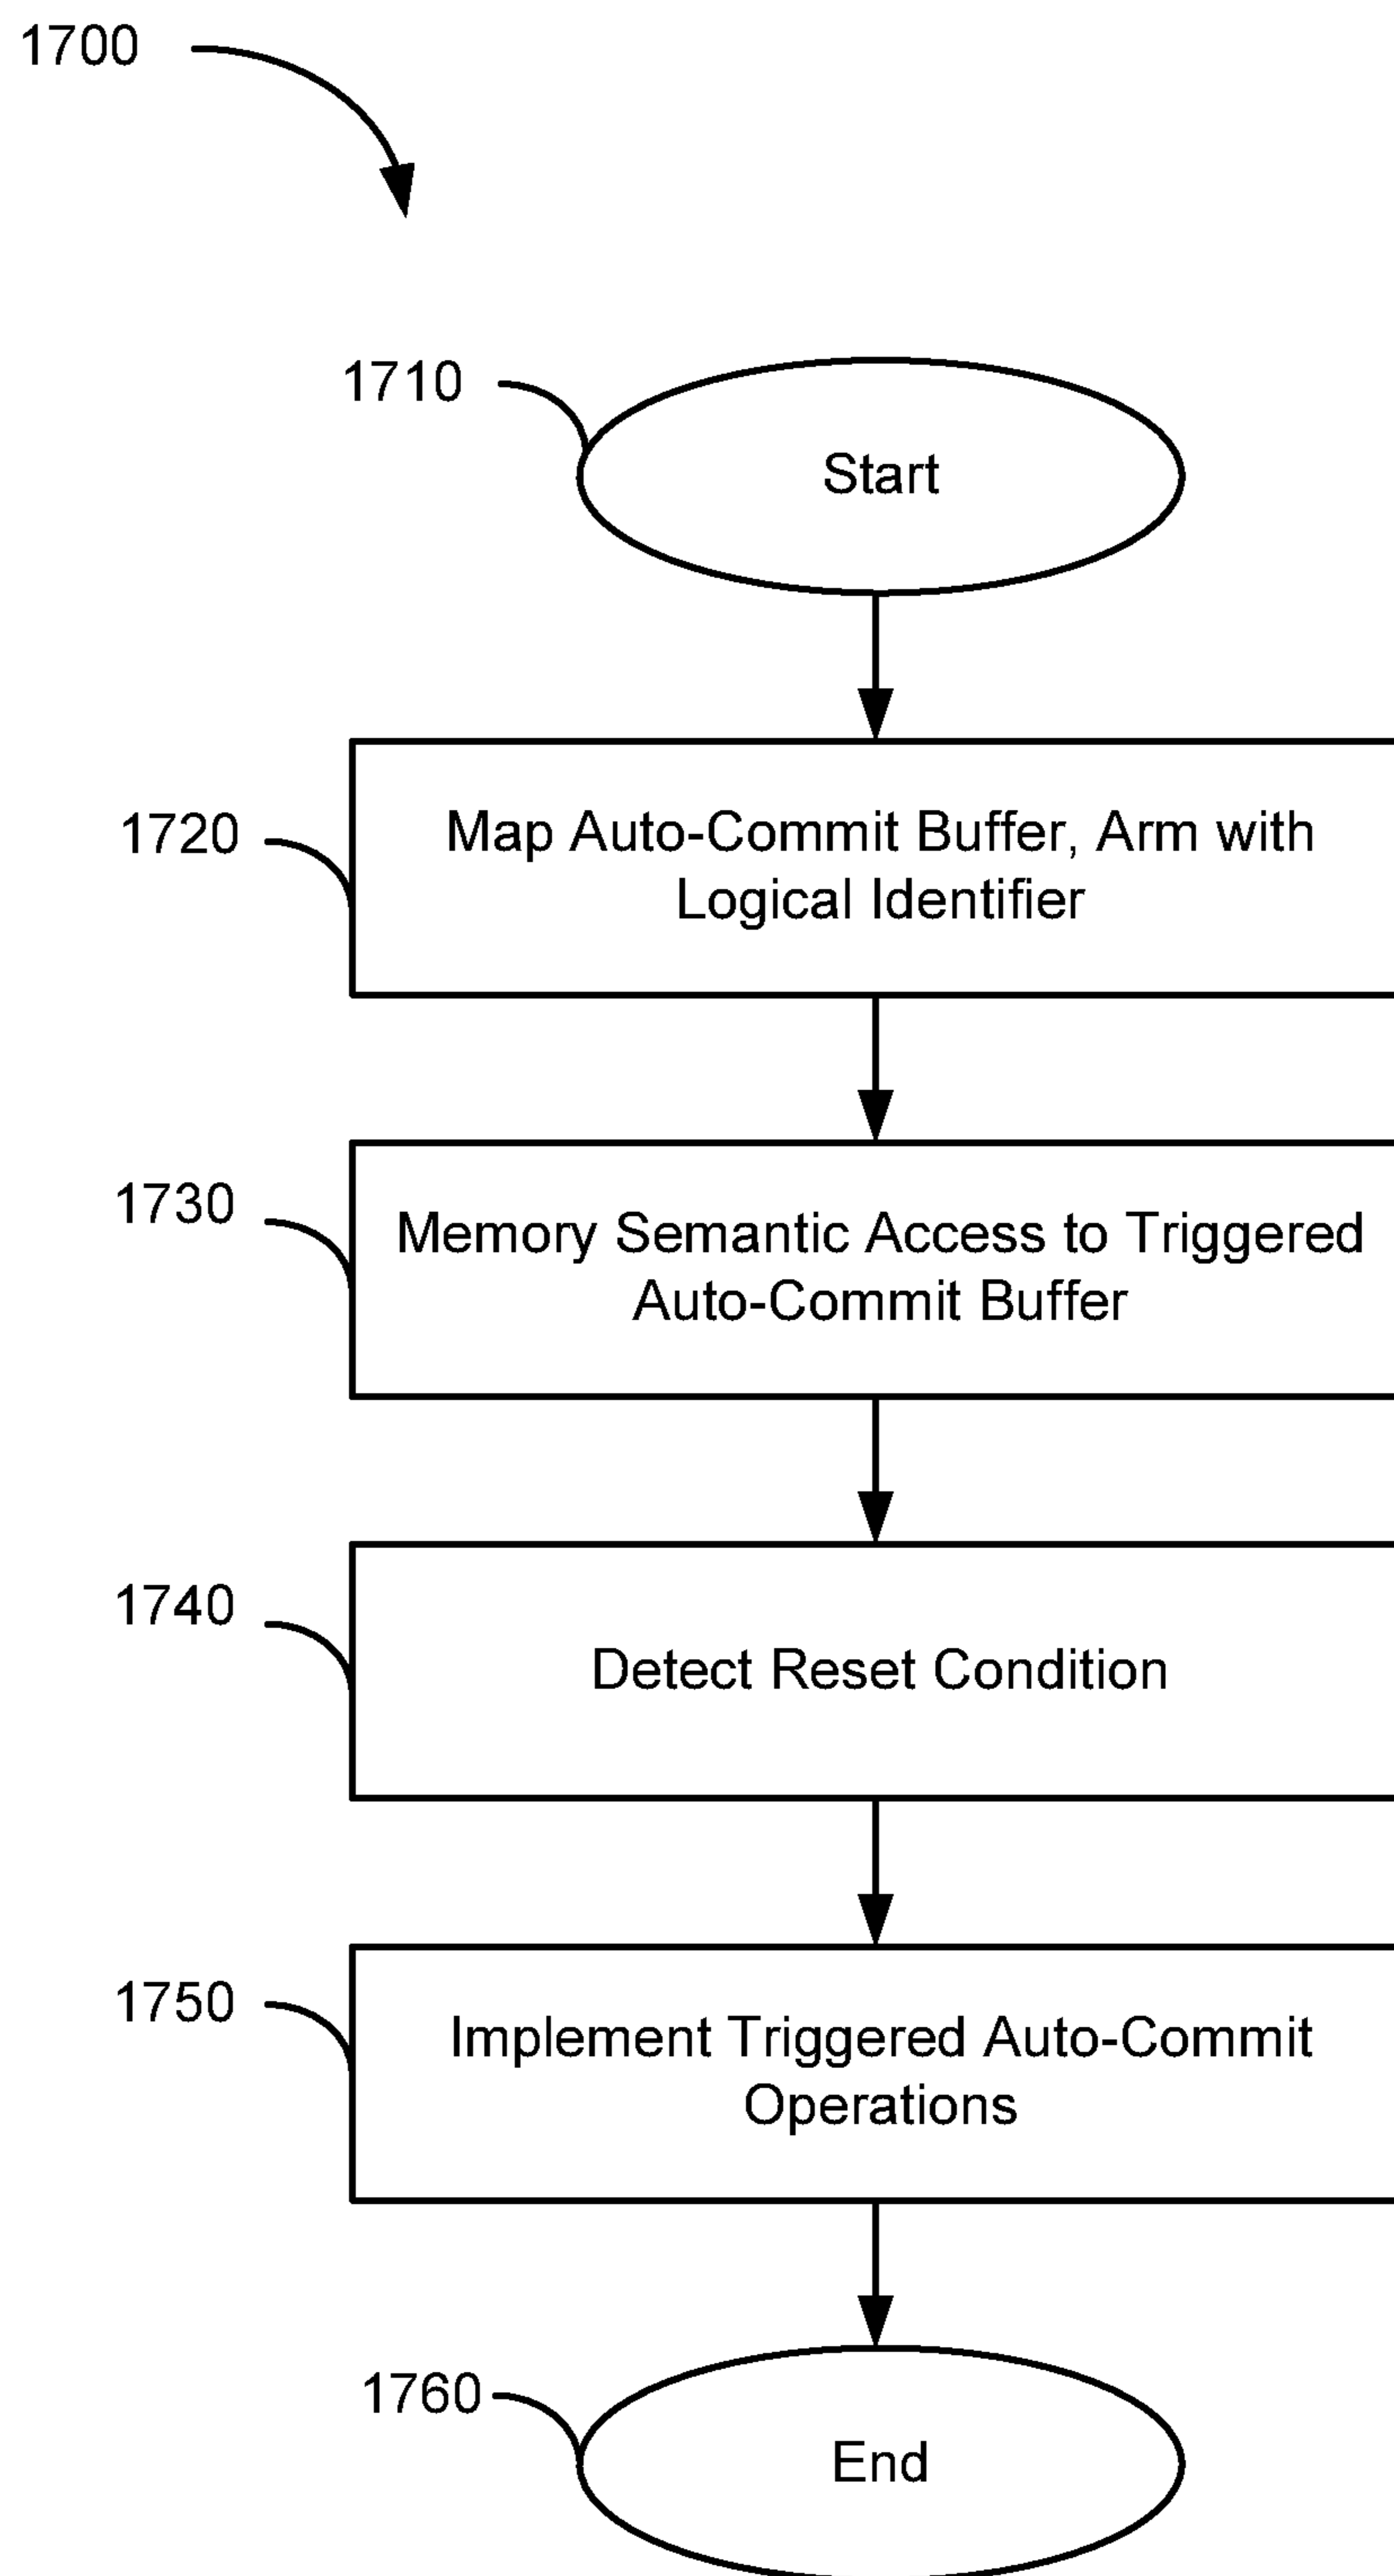 1700
1710
Start
1720
Map Auto-Commit Buffer, Arm with
Logical Identifier
1730
Memory Semantic Access to Triggered
Auto-Commit Buffer
1740
Detect Reset Condition
1750
Implement Triggered Auto-Commit
Operations
1760
End